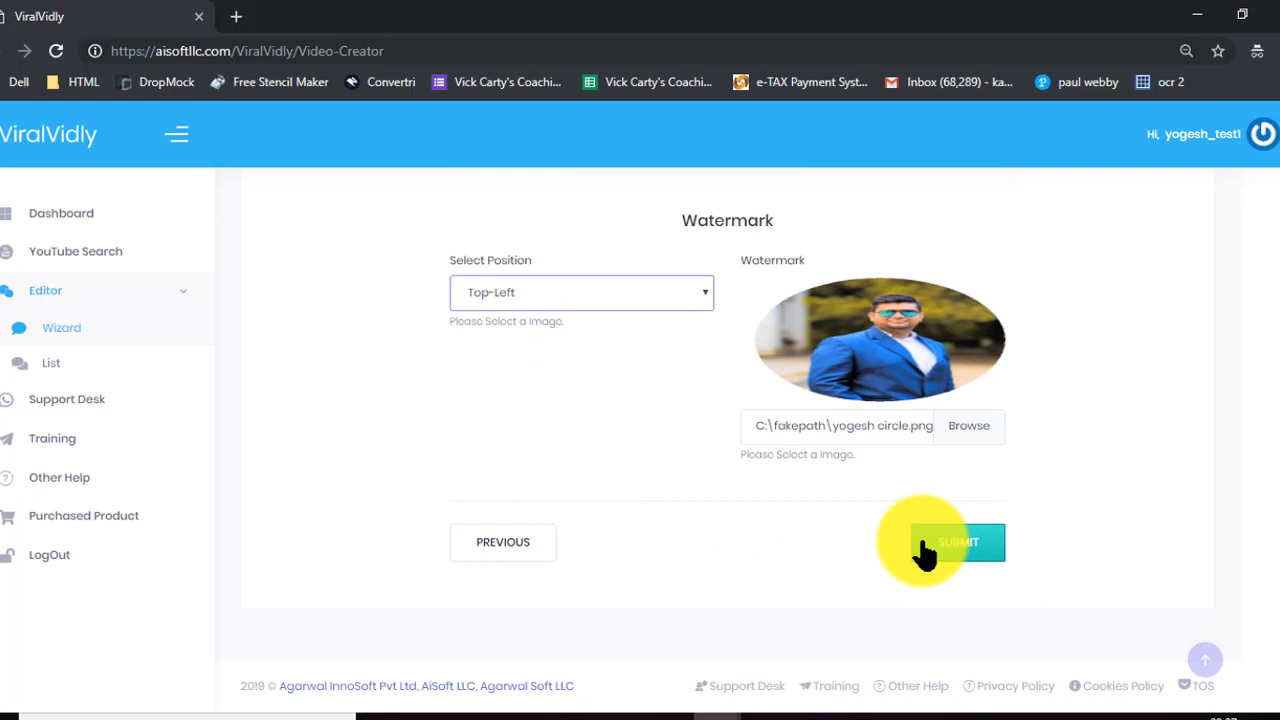 ViralVidly
https://aisoftllc.com/ViralVidly/Video-Creator
Dell HTML DropMock Free Stencil Maker Convertri Vick Carty's Coachi... Vick Carty's Coachi... e-TAX Payment Syst... Inbox (68,289) - ka... paul webby ocr 2
ViralVidly
Hi, yogesh_test1
Dashboard
YouTube Search
Editor
Wizard
List
Support Desk
Training
Other Help
Purchased Product
LogOut
Watermark
Select Position
Top-Left
Please Select a Image.
Watermark
C:\fakepath\yogesh circle.png
Browse
Please Select a Image.
PREVIOUS
SUBMIT
2019 © Agarwal InnoSoft Pvt Ltd, AiSoft LLC, Agarwal Soft LLC
Support Desk Training Other Help Privacy Policy Cookies Policy TOS